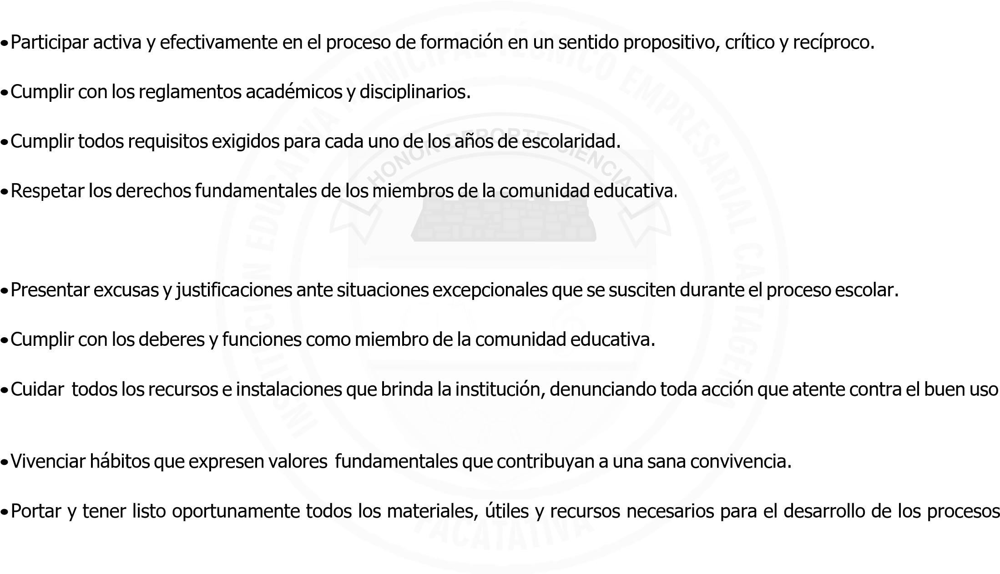 •Participar activa y efectivamente en el proceso de formación en un sentido propositivo, crítico y recíproco.
•Cumplir con los reglamentos académicos y disciplinarios.
•Cumplir todos requisitos exigidos para cada uno de los años de escolaridad.
•Respetar los derechos fundamentales de los miembros de la comunidad educativa.
•Presentar excusas y justificaciones ante situaciones excepcionales que se susciten durante el proceso escolar.
•Cumplir con los deberes y funciones como miembro de la comunidad educativa.
•Cuidar todos los recursos e instalaciones que brinda la institución, denunciando toda acción que atente contra el buen uso
•Vivenciar hábitos que expresen valores fundamentales que contribuyan a una sana convivencia.
•Portar y tener listo oportunamente todos los materiales, útiles y recursos necesarios para el desarrollo de los procesos
INSTITUCION EDUCATIVA MUNICIPAL TÉCNICO EMPRESARIAL CARTAGENA
HONOR DEPORTE CIENCIA
FACATATIVA